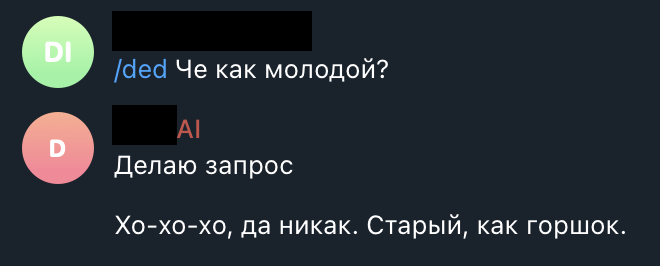 DI
/ded Че как молодой?
D
AI
Делаю запрос
Хо-хо-хо, да никак. Старый, как горшок.